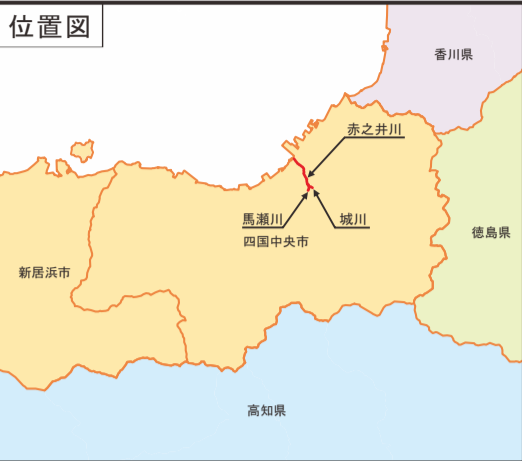 位置図
香川県
赤之井川
馬瀬川
城川
四国中央市
徳島県
新居浜市
高知県